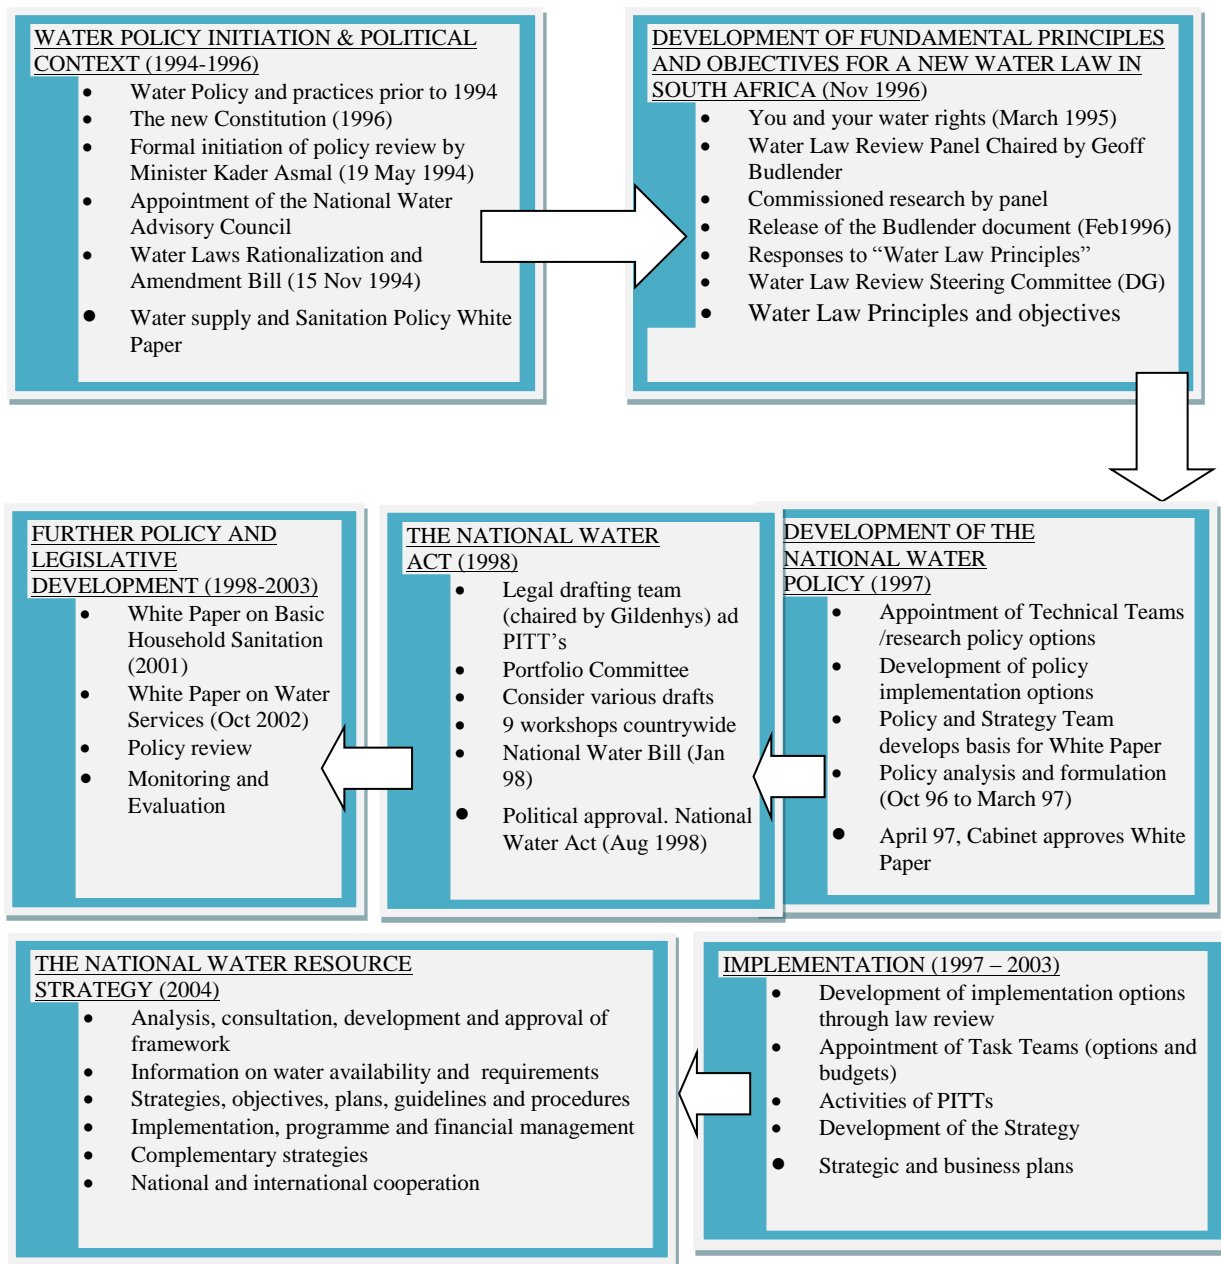 WATER POLICY INITIATION & POLITICAL
CONTEXT (1994-1996)
• Water Policy and practices prior to 1994
• The new Constitution (1996)
• Formal initiation of policy review by
Minister Kader Asmal (19 May 1994)
• Appointment of the National Water
Advisory Council
• Water Laws Rationalization and
Amendment Bill (15 Nov 1994)
• Water supply and Sanitation Policy White
Paper
DEVELOPMENT OF FUNDAMENTAL PRINCIPLES
AND OBJECTIVES FOR A NEW WATER LAW IN
SOUTH AFRICA (Nov 1996)
• You and your water rights (March 1995)
• Water Law Review Panel Chaired by Geoff
Budlender
• Commissioned research by panel
• Release of the Budlender document (Feb1996)
• Responses to “Water Law Principles”
• Water Law Review Steering Committee (DG)
• Water Law Principles and objectives
DEVELOPMENT OF THE
NATIONAL WATER
POLICY (1997)
• Appointment of Technical Teams
/research policy options
• Development of policy
implementation options
• Policy and Strategy Team
develops basis for White Paper
• Policy analysis and formulation
(Oct 96 to March 97)
• April 97, Cabinet approves White
Paper
THE NATIONAL WATER
ACT (1998)
• Legal drafting team
(chaired by Gildenhys) ad
PITT’s
• Portfolio Committee
• Consider various drafts
• 9 workshops countrywide
• National Water Bill (Jan
98)
• Political approval. National
Water Act (Aug 1998)
FURTHER POLICY AND
LEGISLATIVE
DEVELOPMENT (1998-2003)
• White Paper on Basic
Household Sanitation
(2001)
• White Paper on Water
Services (Oct 2002)
• Policy review
• Monitoring and
Evaluation
IMPLEMENTATION (1997 – 2003)
• Development of implementation options
through law review
• Appointment of Task Teams (options and
budgets)
• Activities of PITTs
• Development of the Strategy
• Strategic and business plans
THE NATIONAL WATER RESOURCE
STRATEGY (2004)
• Analysis, consultation, development and approval of
framework
• Information on water availability and requirements
• Strategies, objectives, plans, guidelines and procedures
• Implementation, programme and financial management
• Complementary strategies
• National and international cooperation